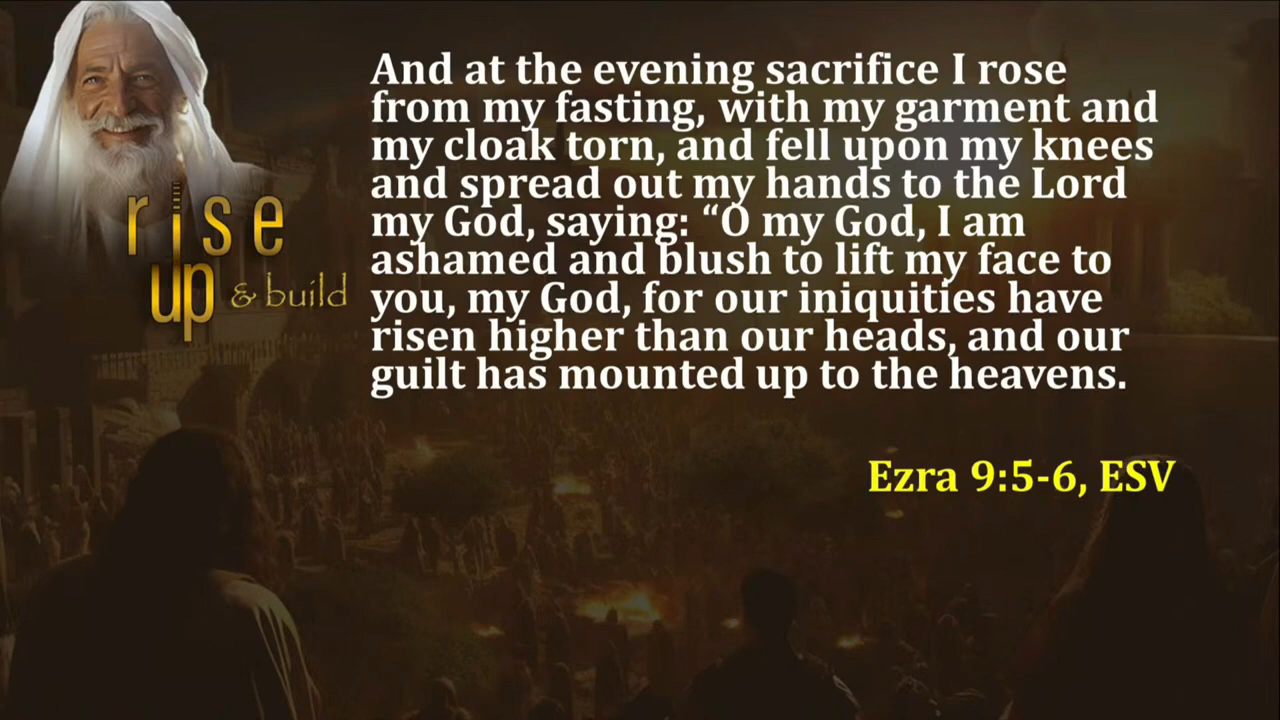 rise
up & build
And at the evening sacrifice I rose
from my fasting, with my garment and
my cloak torn, and fell upon my knees
and spread out my hands to the Lord
my God, saying: “O my God, I am
ashamed and blush to lift my face to
you, my God, for our iniquities have
risen higher than our heads, and our
guilt has mounted up to the heavens.
Ezra 9:5-6, ESV